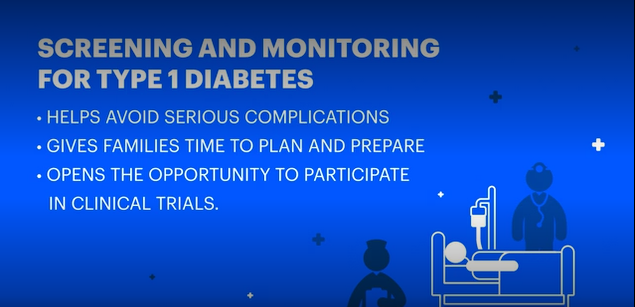 SCREENING AND MONITORING
FOR TYPE 1 DIABETES
• HELPS AVOID SERIOUS COMPLICATIONS
• GIVES FAMILIES TIME TO PLAN AND PREPARE
• OPENS THE OPPORTUNITY TO PARTICIPATE
IN CLINICAL TRIALS.